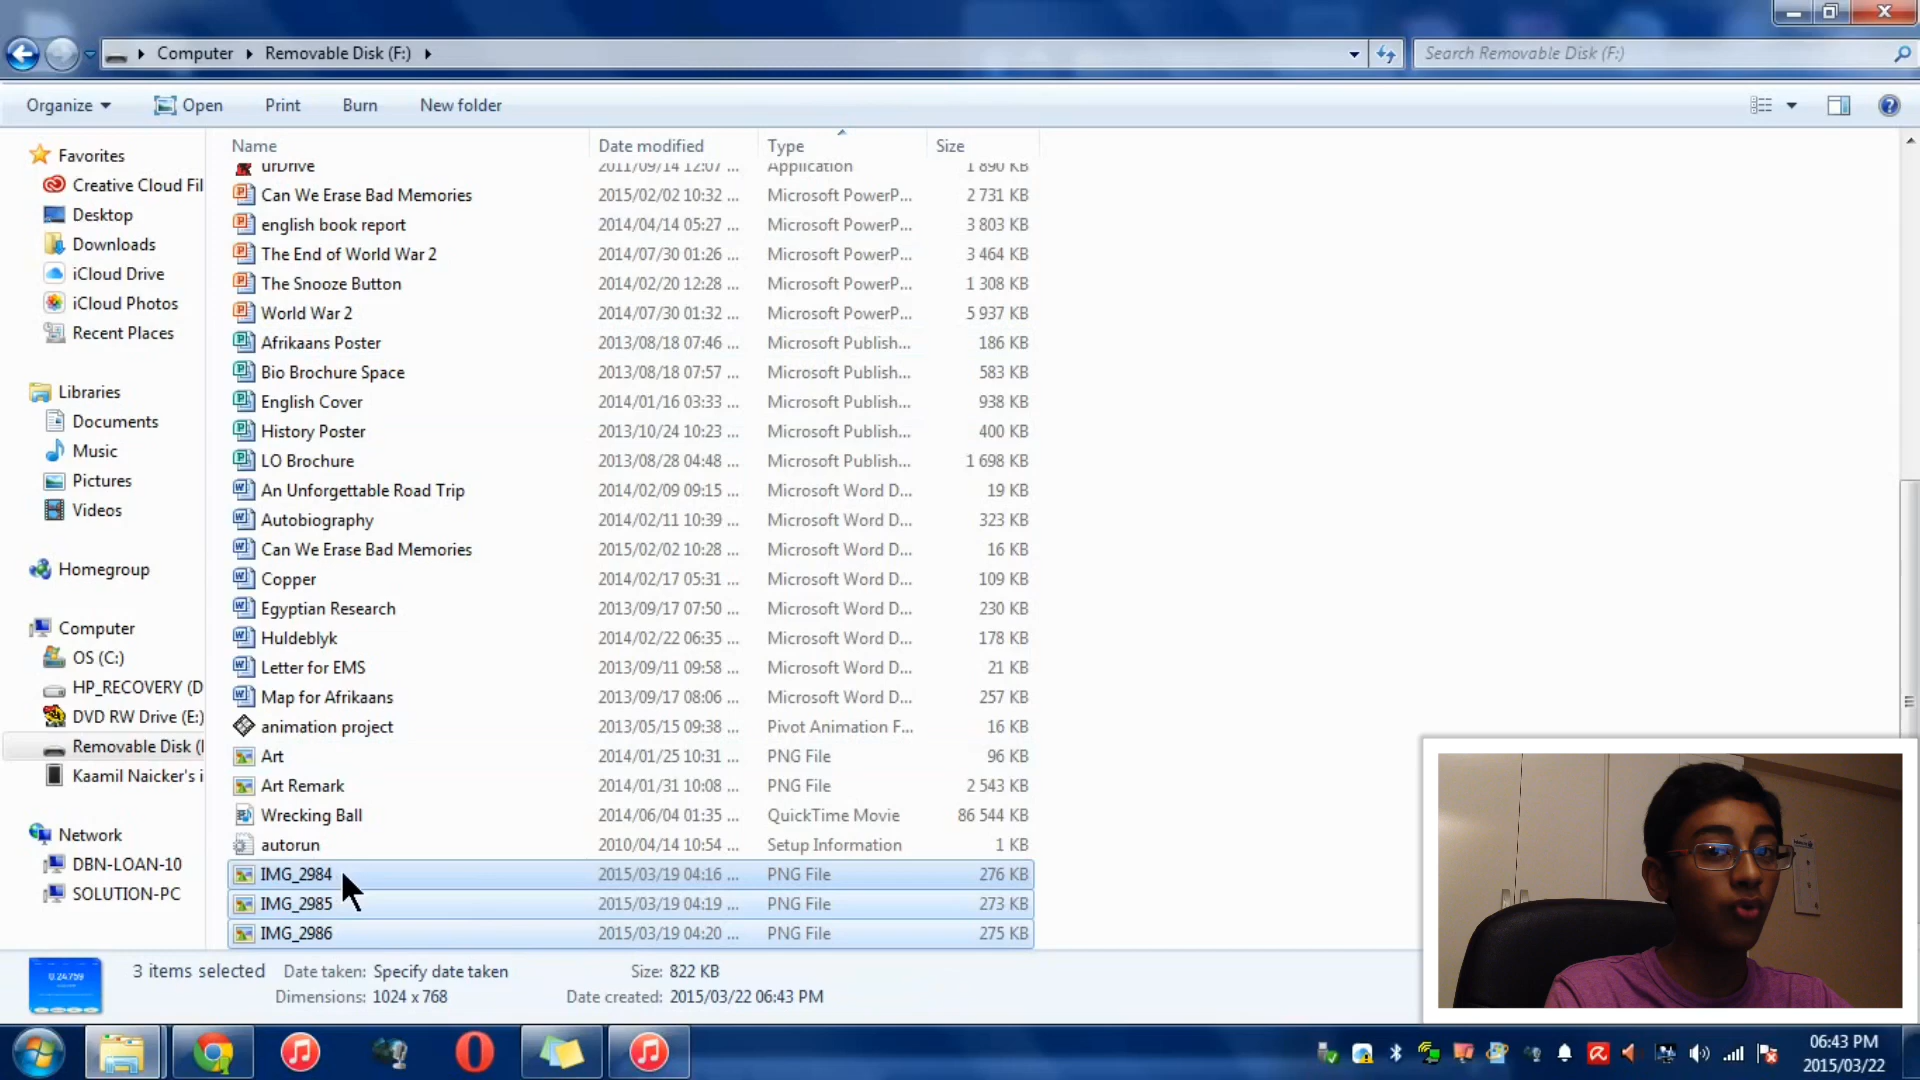 Computer Removable Disk (F:) Search Removable Disk (F:)
Organize Open Print Burn New folder
Name Date modified Type Size
Favorites
Creative Cloud Fil
Desktop
Downloads
iCloud Drive
iCloud Photos
Recent Places
Libraries
Documents
Music
Pictures
Videos
Homegroup
Computer
OS (C:)
HP_RECOVERY (D
DVD RW Drive (E:)
Removable Disk (
Kaamil Naicker's i
Network
DBN-LOAN-10
SOLUTION-PC
urDrive 2011/09/14 12:07 ... Application 1 890 KB
Can We Erase Bad Memories 2015/02/02 10:32 ... Microsoft PowerP... 2 731 KB
english book report 2014/04/14 05:27 ... Microsoft PowerP... 3 803 KB
The End of World War 2 2014/07/30 01:26 ... Microsoft PowerP... 3 464 KB
The Snooze Button 2014/02/20 12:28 ... Microsoft PowerP... 1 308 KB
World War 2 2014/07/30 01:32 ... Microsoft PowerP... 5 937 KB
Afrikaans Poster 2013/08/18 07:46 ... Microsoft Publish... 186 KB
Bio Brochure Space 2013/08/18 07:57 ... Microsoft Publish... 583 KB
English Cover 2014/01/16 03:33 ... Microsoft Publish... 938 KB
History Poster 2013/10/24 10:23 ... Microsoft Publish... 400 KB
LO Brochure 2013/08/28 04:48 ... Microsoft Publish... 1 698 KB
An Unforgettable Road Trip 2014/02/09 09:15 ... Microsoft Word D... 19 KB
Autobiography 2014/02/11 10:39 ... Microsoft Word D... 323 KB
Can We Erase Bad Memories 2015/02/02 10:28 ... Microsoft Word D... 16 KB
Copper 2014/02/17 05:31 ... Microsoft Word D... 109 KB
Egyptian Research 2013/09/17 07:50 ... Microsoft Word D... 230 KB
Huldeblyk 2014/02/22 06:35 ... Microsoft Word D... 178 KB
Letter for EMS 2013/09/11 09:58 ... Microsoft Word D... 21 KB
Map for Afrikaans 2013/09/17 08:06 ... Microsoft Word D... 257 KB
animation project 2013/05/15 09:38 ... Pivot Animation F... 16 KB
Art 2014/01/25 10:31 ... PNG File 96 KB
Art Remark 2014/01/31 10:08 ... PNG File 2 543 KB
Wrecking Ball 2014/06/04 01:35 ... QuickTime Movie 86 544 KB
autorun 2010/04/14 10:54 ... Setup Information 1 KB
IMG_2984 2015/03/19 04:16 ... PNG File 276 KB
IMG_2985 2015/03/19 04:19 ... PNG File 273 KB
IMG_2986 2015/03/19 04:20 ... PNG File 275 KB
3 items selected Date taken: Specify date taken Size: 822 KB
Dimensions: 1024 x 768 Date created: 2015/03/22 06:43 PM
06:43 PM
2015/03/22